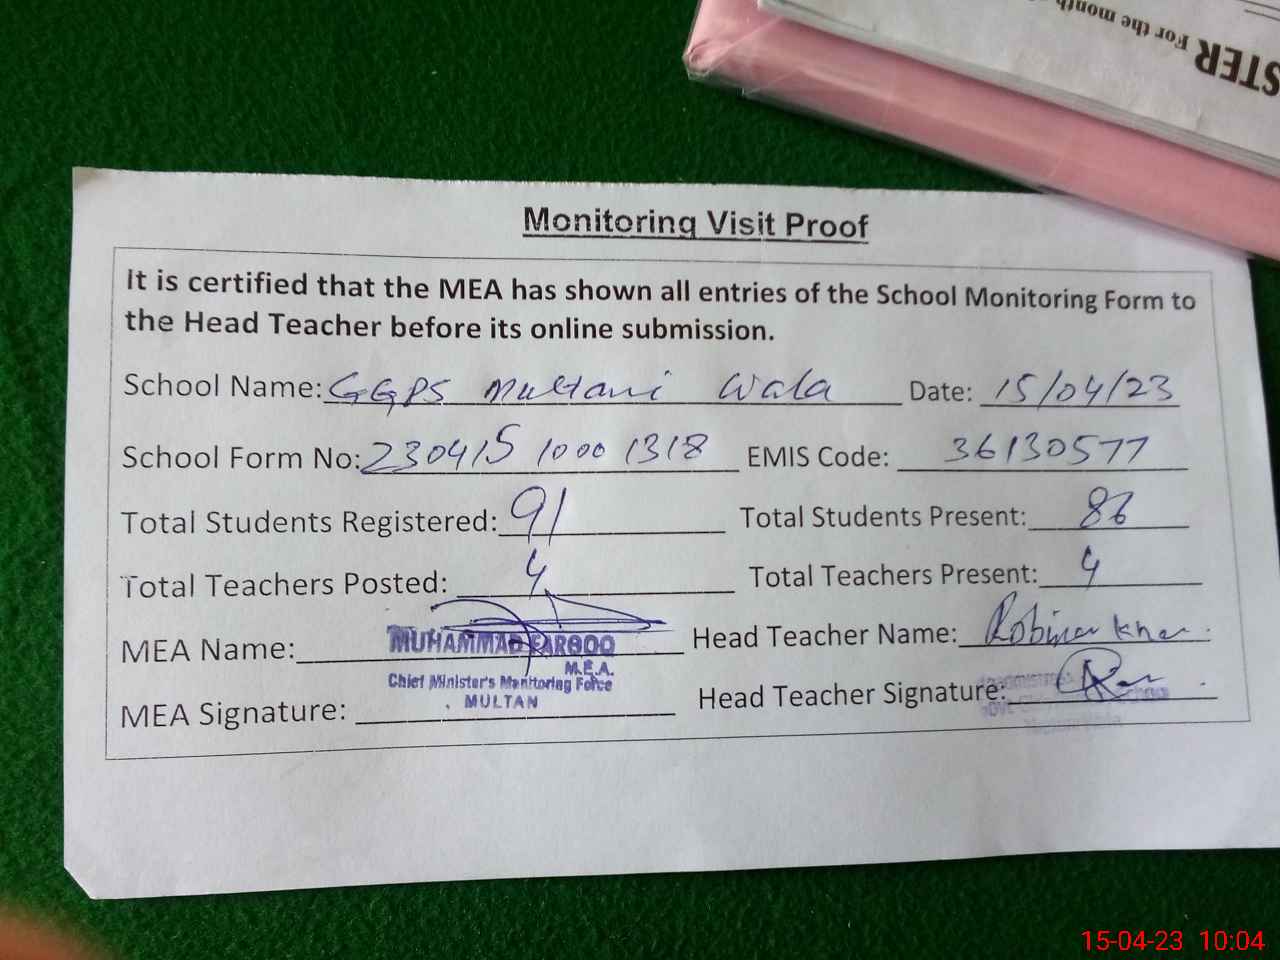 STER For the month
Monitoring Visit Proof
It is certified that the MEA has shown all entries of the School Monitoring Form to
the Head Teacher before its online submission.
School Name: GGPS Multani Wala Date: 15/04/23
School Form No: 230415 1000 1318 EMIS Code: 36130577
Total Students Registered: 91 Total Students Present: 86
Total Teachers Posted: 4 Total Teachers Present: 4
MEA Name: MUHAMMAD FAROOQ Head Teacher Name: Robina Khan
M.E.A.
Chief Minister's Monitoring Force
MULTAN
MEA Signature: Head Teacher Signature:
15-04-23 10:04